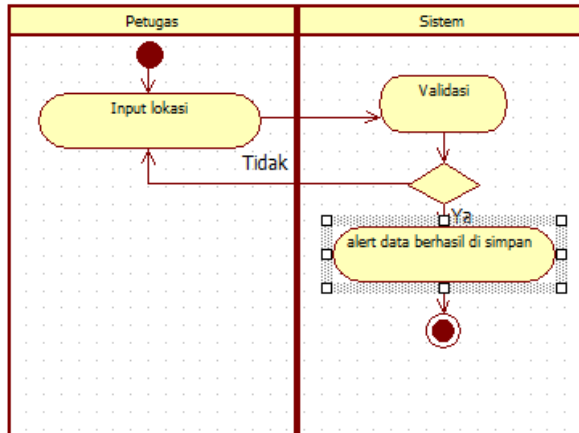 Petugas
Sistem
Input lokasi
Validasi
Tidak
Ya
alert data berhasil di simpan